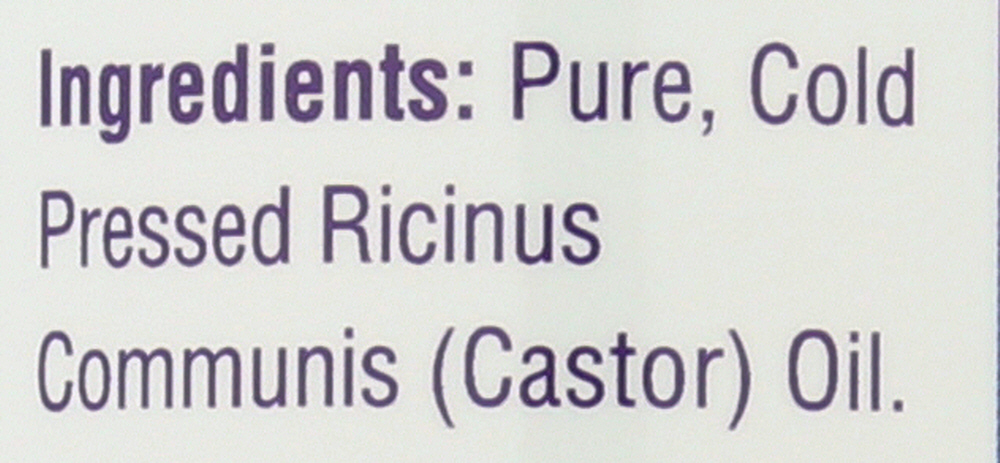 Ingredients: Pure, Cold
Pressed Ricinus
Communis (Castor) Oil.